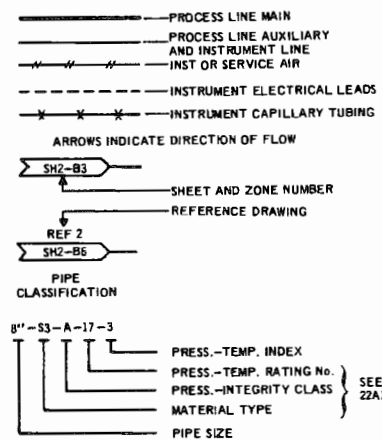 PROCESS LINE MAIN
PROCESS LINE AUXILIARY
AND INSTRUMENT LINE
INST OR SERVICE AIR
INSTRUMENT ELECTRICAL LEADS
INSTRUMENT CAPILLARY TUBING
ARROWS INDICATE DIRECTION OF FLOW
SH2-B3
SHEET AND ZONE NUMBER
REFERENCE DRAWING
REF 2
SH2-B6
PIPE
CLASSIFICATION
8"-S3-A-17-3
PRESS.-TEMP. INDEX
PRESS.-TEMP. RATING No.
PRESS.-INTEGRITY CLASS
MATERIAL TYPE
PIPE SIZE
SEE